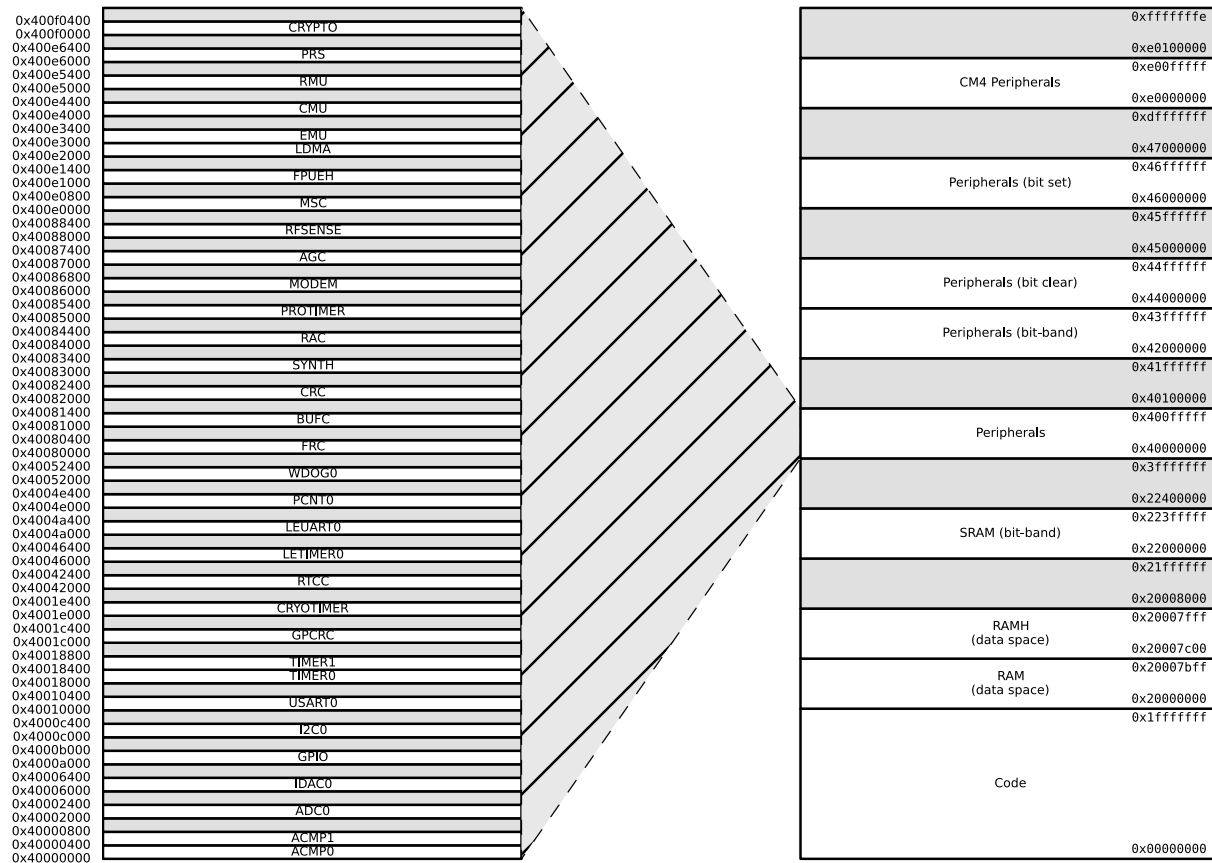 0x400f0400
CRYPTO
0x400f0000
0x400e6400
PRS
0x400e6000
0x400e5400
RMU
0x400e5000
0x400e4400
CMU
0x400e4000
0x400e3400
EMU
0x400e3000
LDMA
0x400e2000
0x400e1400
FPUEH
0x400e1000
0x400e0800
MSC
0x400e0000
0x40088400
RFSENSE
0x40088000
0x40087400
AGC
0x40087000
0x40086800
MODEM
0x40086000
0x40085400
PROTIMER
0x40085000
0x40084400
RAC
0x40084000
0x40083400
SYNTH
0x40083000
0x40082400
CRC
0x40082000
0x40081400
BUFC
0x40081000
0x40080400
FRC
0x40080000
0x40052400
WDOG0
0x40052000
0x4004e400
PCNT0
0x4004e000
0x4004a400
LEUART0
0x4004a000
0x40046400
LETIMER0
0x40046000
0x40042400
RTCC
0x40042000
0x4001e400
CRYOTIMER
0x4001e000
0x4001c400
GPCRC
0x4001c000
0x40018800
TIMER1
0x40018400
TIMER0
0x40018000
0x40010400
USART0
0x40010000
0x4000c400
I2C0
0x4000c000
0x4000b000
GPIO
0x4000a000
0x40006400
IDAC0
0x40006000
0x40002400
ADC0
0x40002000
0x40000800
ACMP1
0x40000400
ACMP0
0x40000000
0xfffffffe
0xe0100000
0xe00fffff
CM4 Peripherals
0xe0000000
0xdfffffff
0x47000000
0x46ffffff
Peripherals (bit set)
0x46000000
0x45ffffff
0x45000000
0x44ffffff
Peripherals (bit clear)
0x44000000
0x43ffffff
Peripherals (bit-band)
0x42000000
0x41ffffff
0x40100000
0x400fffff
Peripherals
0x40000000
0x3fffffff
0x22400000
0x223fffff
SRAM (bit-band)
0x22000000
0x21ffffff
0x20008000
0x20007fff
RAMH
(data space)
0x20007c00
0x20007bff
RAM
(data space)
0x20000000
0x1fffffff
Code
0x00000000